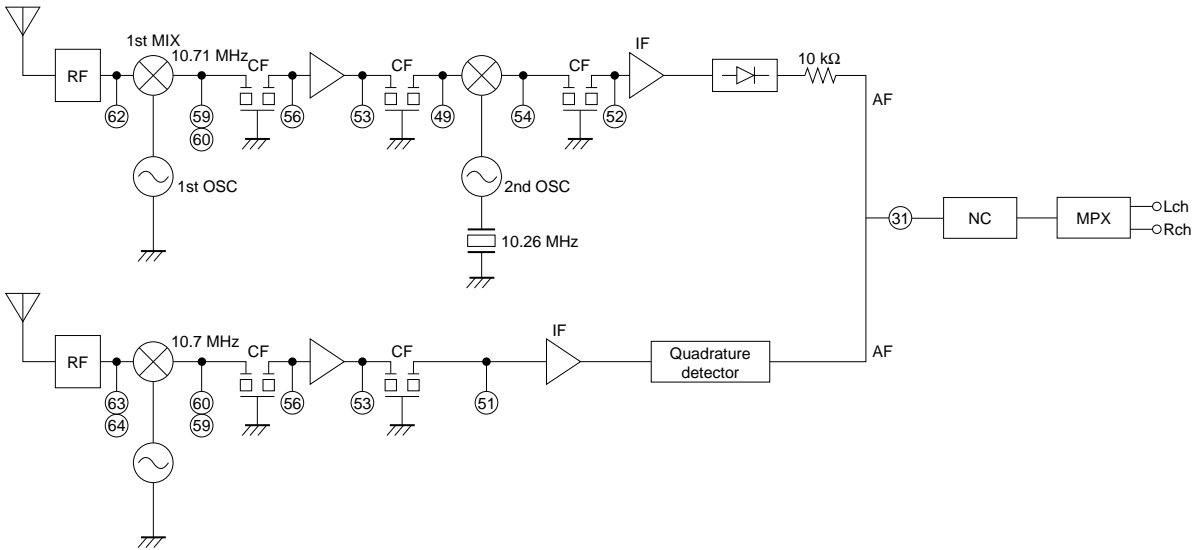 1st MIX
10.71 MHz
RF
CF
CF
CF
IF
10 kΩ
AF
62
59
60
56
53
49
54
52
1st OSC
2nd OSC
10.26 MHz
31
NC
MPX
Lch
Rch
RF
10.7 MHz
CF
CF
IF
Quadrature
detector
AF
63
64
60
59
56
53
51